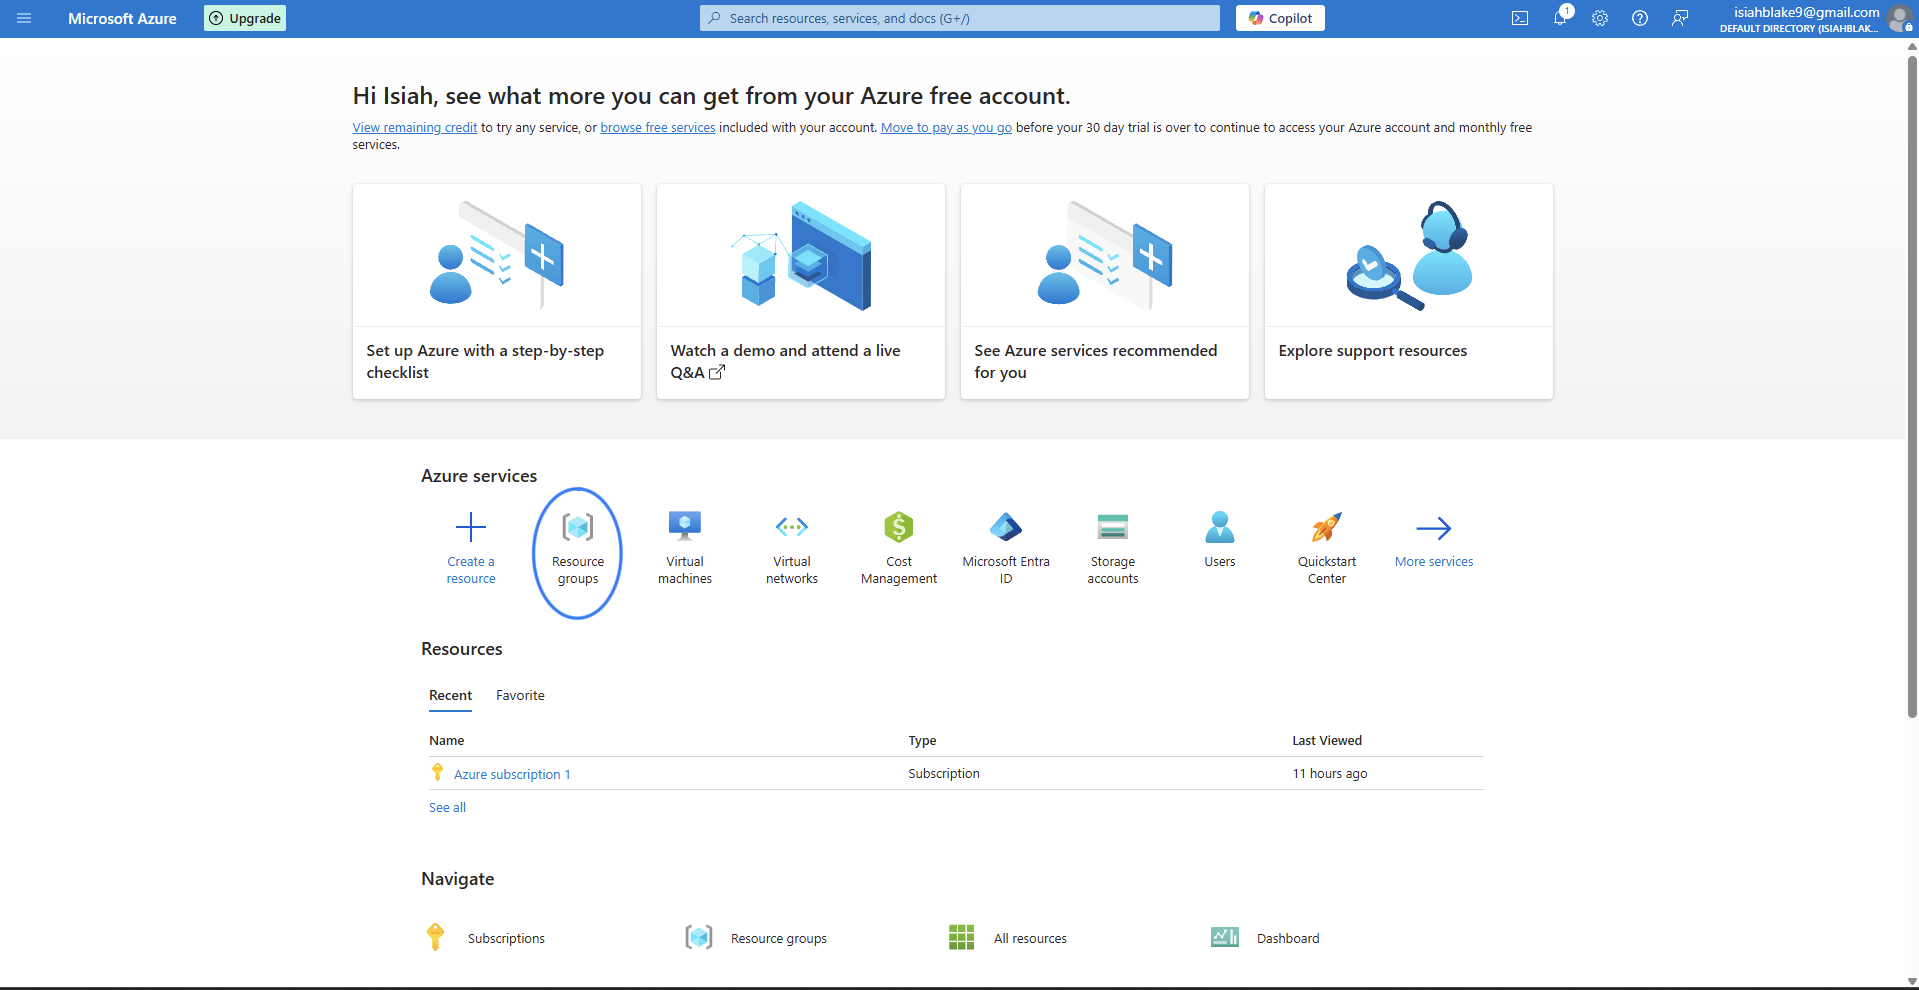 Microsoft Azure
Upgrade
Search resources, services, and docs (G+/)
Copilot
1
isiahblake9@gmail.com
DEFAULT DIRECTORY (ISIAHBLAK...
Hi Isiah, see what more you can get from your Azure free account.
View remaining credit to try any service, or browse free services included with your account. Move to pay as you go before your 30 day trial is over to continue to access your Azure account and monthly free
services.
Set up Azure with a step-by-step
checklist
Watch a demo and attend a live
Q&A
See Azure services recommended
for you
Explore support resources
Azure services
Create a
resource
Resource
groups
Virtual
machines
Virtual
networks
Cost
Management
Microsoft Entra
ID
Storage
accounts
Users
Quickstart
Center
More services
Resources
Recent
Favorite
Name
Type
Last Viewed
Azure subscription 1
Subscription
11 hours ago
See all
Navigate
Subscriptions
Resource groups
All resources
Dashboard